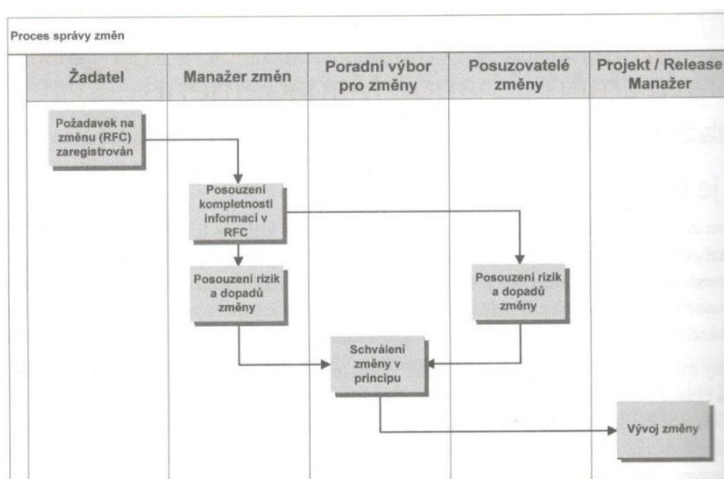 Proces správy změn
Žadatel
Manažer změn
Poradní výbor
pro změny
Posuzovatelé
změny
Projekt / Release
Manažer
Požadavek na
změnu (RFC)
zaregistrován
Posouzení
kompletnosti
informací v
RFC
Posouzení rizik
a dopadů
změny
Posouzení rizik
a dopadů
změny
Schválení
změny v
principu
Vývoj změny